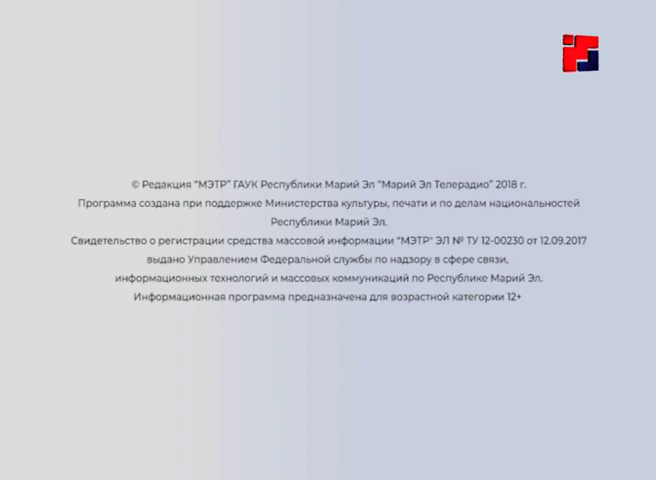 © Редакция "МЭТР" ГАУК Республики Марий Эл "Марий Эл Телерадио" 2018 г.
Программа создана при поддержке Министерства культуры, печати и по делам национальностей
Республики Марий Эл.
Свидетельство о регистрации средства массовой информации "МЭТР" ЭЛ № ТУ 12-00230 от 12.09.2017
выдано Управлением Федеральной службы по надзору в сфере связи,
информационных технологий и массовых коммуникаций по Республике Марий Эл.
Информационная программа предназначена для возрастной категории 12+